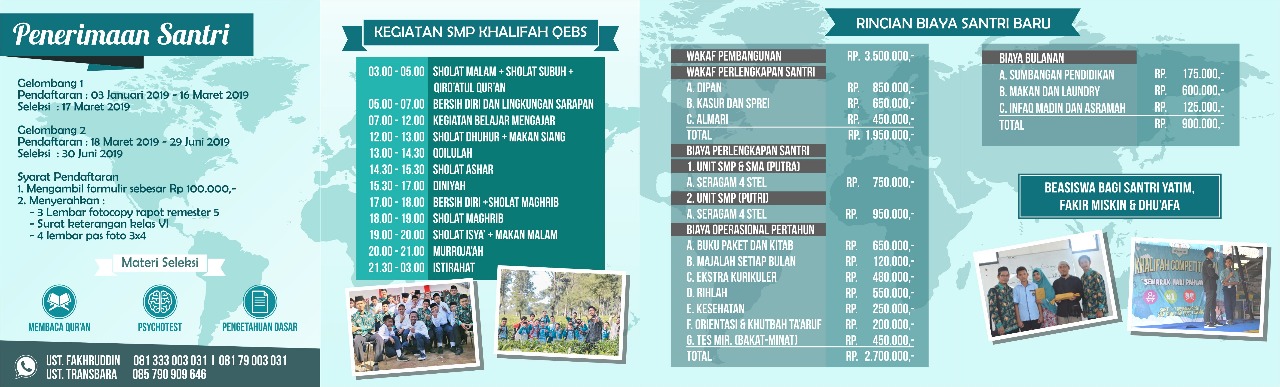 Penerimaan Santri
Gelombang 1
Pendaftaran : 03 Januari 2019 - 16 Maret 2019
Seleksi : 17 Maret 2019
Gelombang 2
Pendaftaran : 18 Maret 2019 - 29 Juni 2019
Seleksi : 30 Juni 2019
Syarat Pendaftaran
1. Mengambil formulir sebesar Rp 100.000,-
2. Menyerahkan :
- 3 Lembar fotocopy rapot remester 5
- Surat keterangan kelas VI
- 4 lembar pas foto 3x4
Materi Seleksi
MEMBACA QUR'AN
PSYCHOTEST
PENGETAHUAN DASAR
UST. FAKHRUDDIN 081 333 003 031 I 081 79 003 031
UST. TRANSBARA 085 790 909 646
KEGIATAN SMP KHALIFAH QEBS
03.00 - 05.00 SHOLAT MALAM + SHOLAT SUBUH +
QIRO'ATUL QUR'AN
05.00 - 07.00 BERSIH DIRI DAN LINGKUNGAN SARAPAN
07.00 - 12.00 KEGIATAN BELAJAR MENGAJAR
12.00 - 13.00 SHOLAT DHUHUR + MAKAN SIANG
13.00 - 14.30 QOILULAH
14.30 - 15.30 SHOLAT ASHAR
15.30 - 17.00 DINIYAH
17.00 - 18.00 BERSIH DIRI +SHOLAT MAGHRIB
18.00 - 19.00 SHOLAT MAGHRIB
19.00 - 20.00 SHOLAT ISYA' + MAKAN MALAM
20.00 - 21.00 MURROJA'AH
21.30 - 03.00 ISTIRAHAT
RINCIAN BIAYA SANTRI BARU
WAKAF PEMBANGUNAN RP. 3.500.000,-
WAKAF PERLENGKAPAN SANTRI
A. DIPAN RP. 850.000,-
B. KASUR DAN SPREI RP. 650.000,-
C. ALMARI RP. 450.000,-
TOTAL RP. 1.950.000,-
BIAYA PERLENGKAPAN SANTRI
1. UNIT SMP & SMA (PUTRA)
A. SERAGAM 4 STEL RP. 750.000,-
2. UNIT SMP (PUTRI)
A. SERAGAM 4 STEL RP. 950.000,-
BIAYA OPERASIONAL PERTAHUN
A. BUKU PAKET DAN KITAB RP. 650.000,-
B. MAJALAH SETIAP BULAN RP. 120.000,-
C. EKSTRA KURIKULER RP. 480.000,-
D. RIHLAH RP. 550.000,-
E. KESEHATAN RP. 250.000,-
F. ORIENTASI & KHUTBAH TA'ARUF RP. 200.000,-
G. TES MIR. (BAKAT-MINAT) RP. 450.000,-
TOTAL RP. 2.700.000,-
BIAYA BULANAN
A. SUMBANGAN PENDIDIKAN RP. 175.000,-
B. MAKAN DAN LAUNDRY RP. 600.000,-
C. INFAQ MADIN DAN ASRAMAH RP. 125.000,-
TOTAL RP. 900.000,-
BEASISWA BAGI SANTRI YATIM,
FAKIR MISKIN & DHU'AFA
KHALIFAH COMPETI